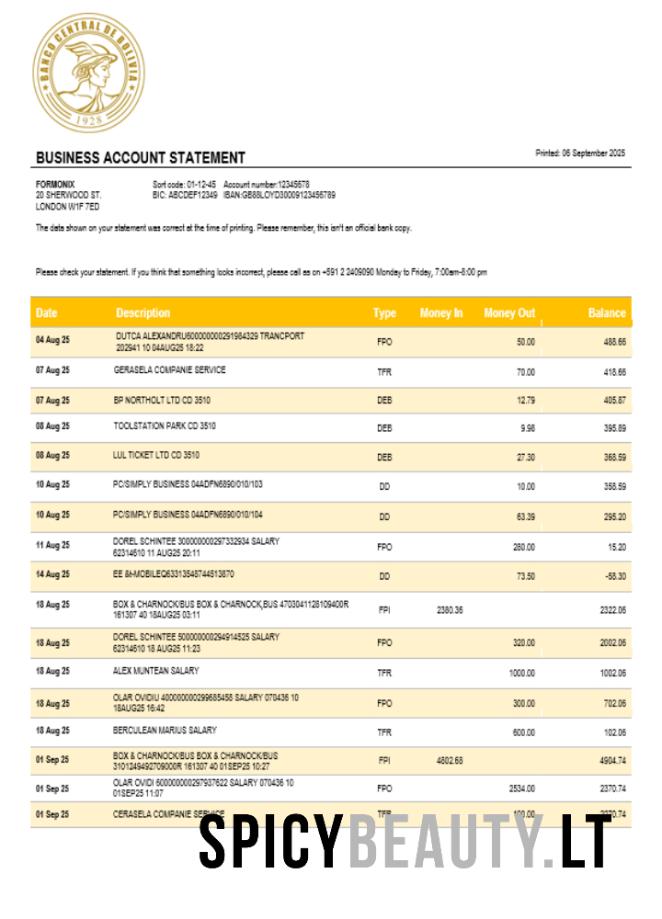 BANCO CENTRAL DE BOLIVIA
1928
BUSINESS ACCOUNT STATEMENT
Printed: 06 September 2025
FORMONIX Sort code: 01-12-45 Account number:12345678
20 SHERWOOD ST. BIC: ABCDEF12349 IBAN:GB88LOYD30009123456789
LONDON W1F 7ED
The data shown on your statement was correct at the time of printing. Please remember, this isn't an official bank copy.
Please check your statement. If you think that something looks incorrect, please call as on +591 2 2409090 Monday to Friday, 7:00am-8:00 pm
Date Description Type Money In Money Out Balance
04 Aug 25 DUTCA ALEXANDRU600000000291984329 TRANCPORT FPO 50.00 488.66
202941 10 04AUG25 18:22
07 Aug 25 GERASELA COMPANIE SERVICE TFR 70.00 418.66
07 Aug 25 BP NORTHOLT LTD CD 3510 DEB 12.79 405.87
08 Aug 25 TOOLSTATION PARK CD 3510 DEB 9.98 395.89
08 Aug 25 LUL TICKET LTD CD 3510 DEB 27.30 368.59
10 Aug 25 PC/SIMPLY BUSINESS 04ADFN6890/010/103 DD 10.00 358.59
10 Aug 25 PC/SIMPLY BUSINESS 04ADFN6890/010/104 DD 63.39 295.20
11 Aug 25 DOREL SCHINTEE 300000000297332934 SALARY FPO 280.00 15.20
62314610 11 AUG25 20:11
14 Aug 25 EE &MOBILEQ63313548744513870 DD 73.50 -58.30
18 Aug 25 BOX & CHARNOCK/BUS BOX & CHARNOCK,BUS 4703041128109400R FPI 2380.36 2322.06
161307 40 18AUG25 03:11
18 Aug 25 DOREL SCHINTEE 500000000294914525 SALARY FPO 320.00 2002.06
62314610 18 AUG25 11:23
18 Aug 25 ALEX MUNTEAN SALARY TFR 1000.00 1002.06
18 Aug 25 OLAR OVIDIU 400000000299685458 SALARY 070436 10 FPO 300.00 702.06
18AUG25 16:42
18 Aug 25 BERCULEAN MARIUS SALARY TFR 600.00 102.06
01 Sep 25 BOX & CHARNOCK/BUS BOX & CHARNOCK/BUS FPI 4802.68 4904.74
3101249492709000R 161307 40 01SEP25 10:27
01 Sep 25 OLAR OVIDI 600000000297937622 SALARY 070436 10 FPO 2534.00 2370.74
01SEP25 11:07
01 Sep 25 CERASELA COMPANIE SERVICE TFR 100.00 2270.74
SPICYBEAUTY.LT